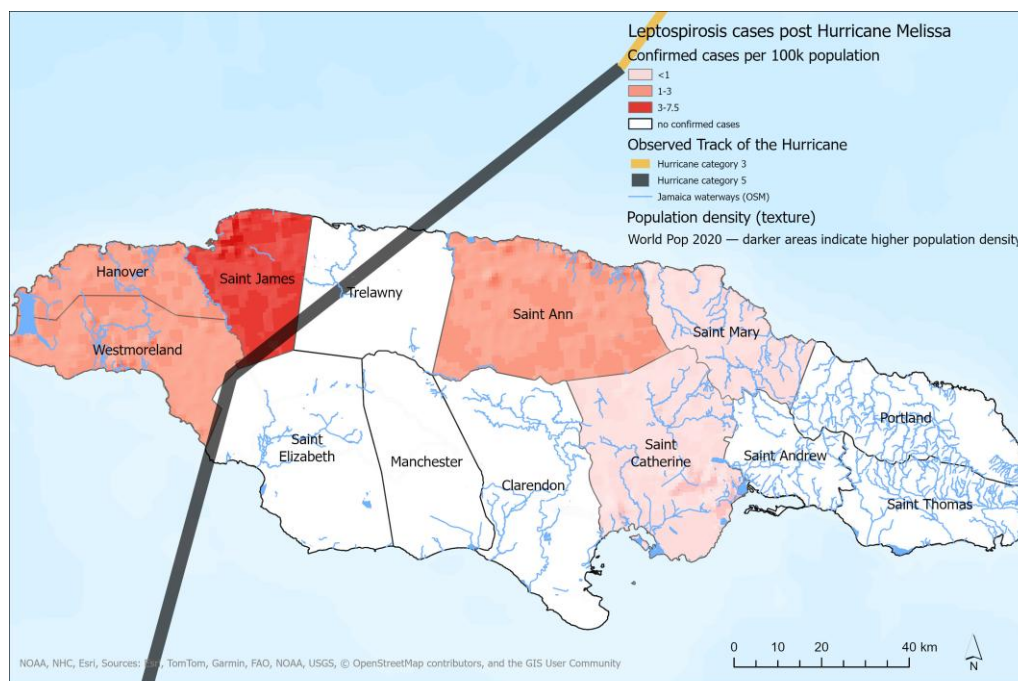 Leptospirosis cases post Hurricane Melissa
Confirmed cases per 100k population
<1
1-3
3-7.5
no confirmed cases
Observed Track of the Hurricane
Hurricane category 3
Hurricane category 5
Jamaica waterways (OSM)
Population density (texture)
World Pop 2020 — darker areas indicate higher population density
Hanover
Saint James
Trelawny
Westmoreland
Saint Ann
Saint Mary
Saint
Elizabeth
Manchester
Clarendon
Saint
Catherine
Saint Andrew
Portland
Saint Thomas
NOAA, NHC, Esri, Sources: Esri, TomTom, Garmin, FAO, NOAA, USGS, © OpenStreetMap contributors, and the GIS User Community
0 10 20 40 km
N